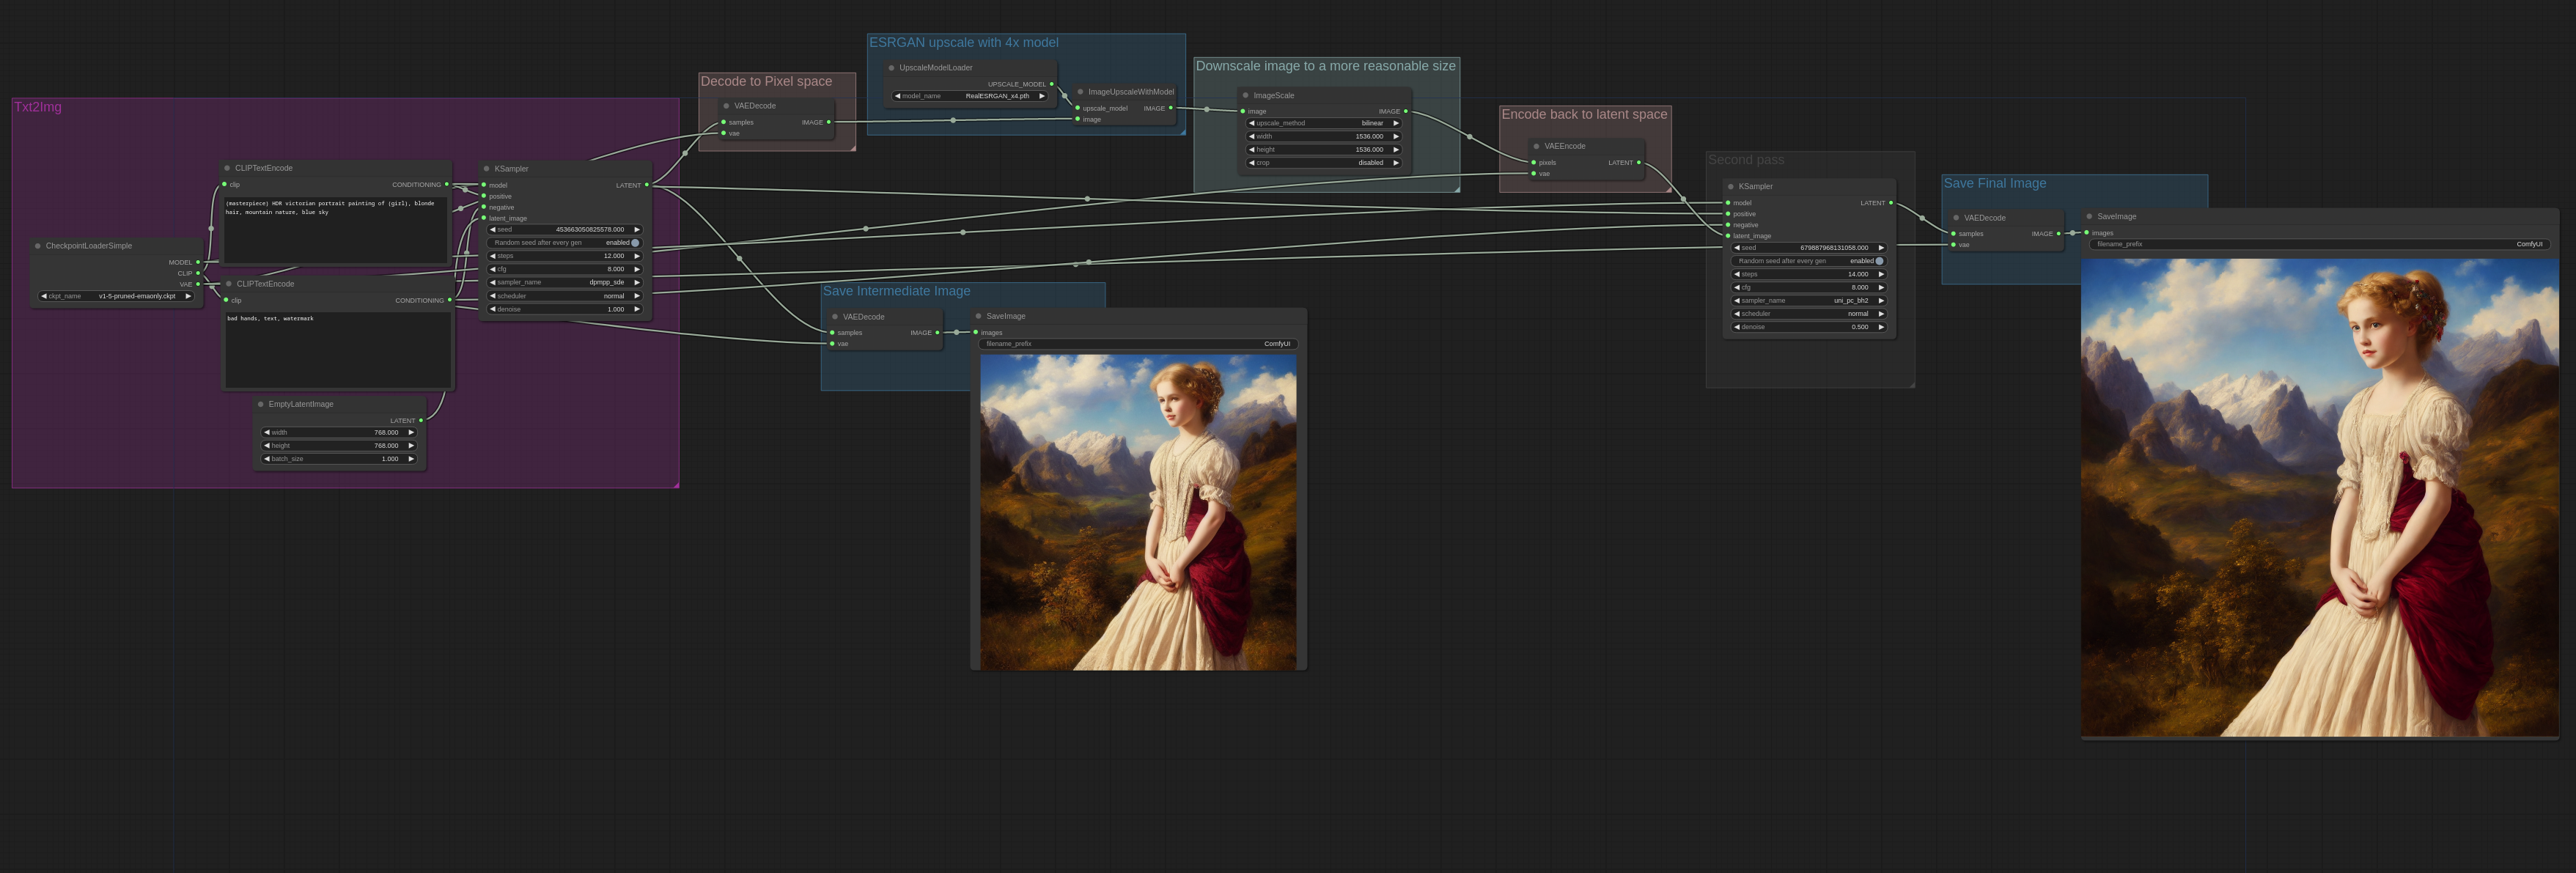 Txt2Img
CheckpointLoaderSimple
MODEL
CLIP
VAE
ckpt_name v1-5-pruned-emaonly.ckpt
CLIPTextEncode
clip CONDITIONING
(masterpiece) HDR victorian portrait painting of (girl), blonde
hair, mountain nature, blue sky
CLIPTextEncode
clip CONDITIONING
bad hands, text, watermark
EmptyLatentImage
LATENT
width 768.000
height 768.000
batch_size 1.000
KSampler
model LATENT
positive
negative
latent_image
seed 453663050825578.000
Random seed after every gen enabled
steps 12.000
cfg 8.000
sampler_name dpmpp_sde
scheduler normal
denoise 1.000
Decode to Pixel space
VAEDecode
samples IMAGE
vae
ESRGAN upscale with 4x model
UpscaleModelLoader
UPSCALE_MODEL
model_name RealESRGAN_x4.pth
ImageUpscaleWithModel
upscale_model IMAGE
image
Downscale image to a more reasonable size
ImageScale
image IMAGE
upscale_method bilinear
width 1536.000
height 1536.000
crop disabled
Encode back to latent space
VAEEncode
pixels LATENT
vae
Save Intermediate Image
VAEDecode
samples IMAGE
vae
SaveImage
images
filename_prefix ComfyUI
Second pass
KSampler
model LATENT
positive
negative
latent_image
seed 679887968131058.000
Random seed after every gen enabled
steps 14.000
cfg 8.000
sampler_name uni_pc_bh2
scheduler normal
denoise 0.500
Save Final Image
VAEDecode
samples IMAGE
vae
SaveImage
images
filename_prefix ComfyUI